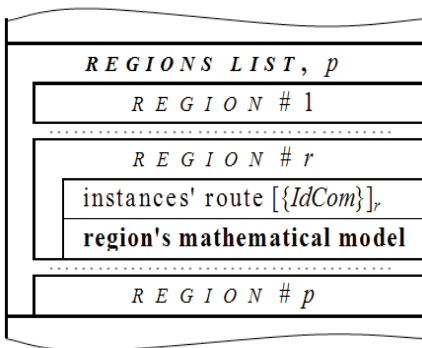 REGIONS LIST, p
REGION # 1
REGION # r
instances' route [{IdCom}]r
region's mathematical model
REGION # p